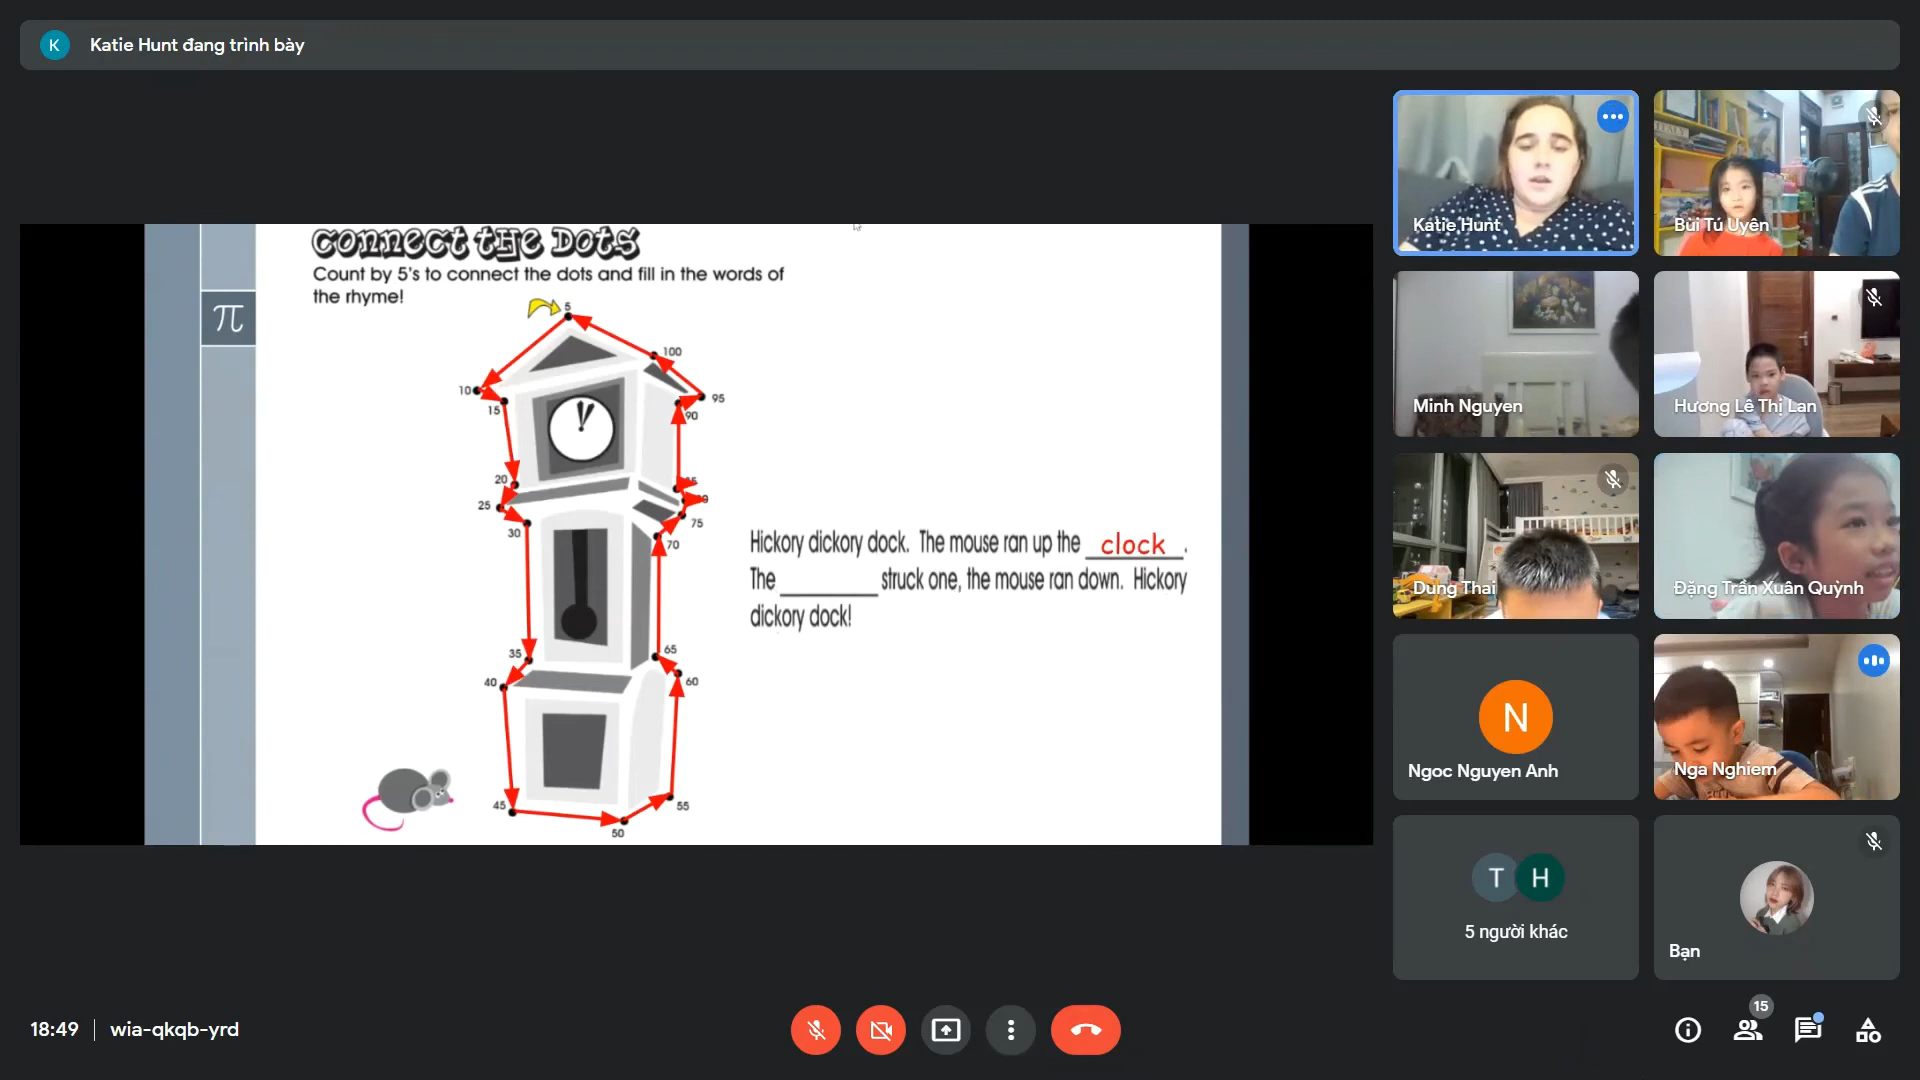 K Katie Hunt đang trình bày
CONNECT THE DOTS
Count by 5's to connect the dots and fill in the words of
the rhyme!
π
5
100
10
95
15
90
20
25
75
30
70
Hickory dickory dock. The mouse ran up the clock.
The __________ struck one, the mouse ran down. Hickory
dickory dock!
35
65
40
60
45
55
50
Katie Hunt
Bùi Tú Uyên
Minh Nguyen
Hương Lê Thị Lan
Dung Thai
Đặng Trần Xuân Quỳnh
N
Ngoc Nguyen Anh
Nga Nghiem
T H
5 người khác
Bạn
18:49 | wia-qkqb-yrd
15